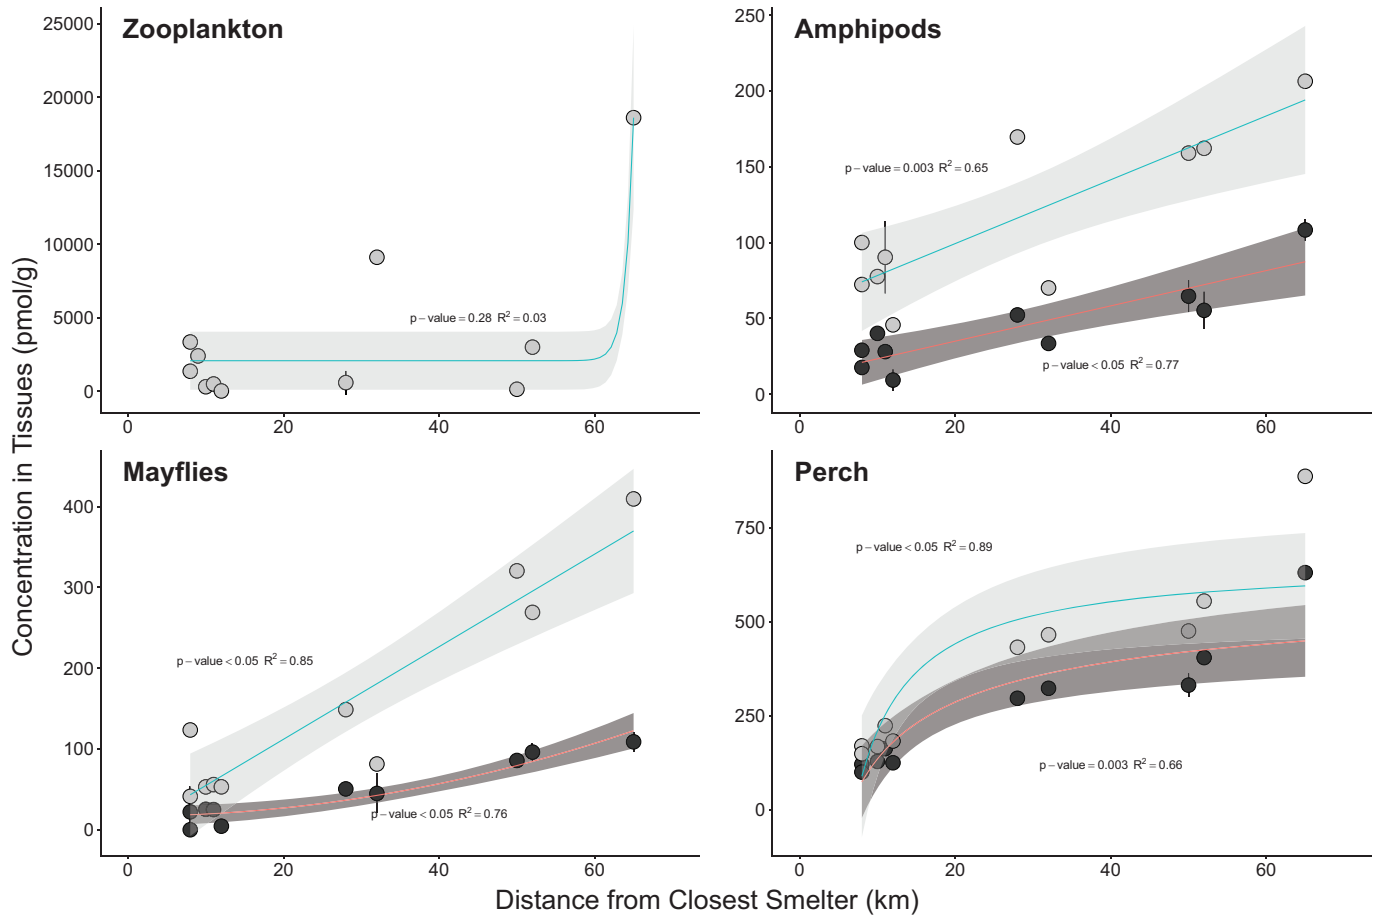 Concentration in Tissues (pmol/g)
Zooplankton
25000
20000
15000
10000
5000
0
p − value = 0.28 R² = 0.03
0 20 40 60
Amphipods
250
200
150
100
50
0
p − value = 0.003 R² = 0.65
p − value < 0.05 R² = 0.77
0 20 40 60
Mayflies
400
300
200
100
0
p − value < 0.05 R² = 0.85
p − value < 0.05 R² = 0.76
0 20 40 60
Perch
750
500
250
0
p − value < 0.05 R² = 0.89
p − value = 0.003 R² = 0.66
0 20 40 60
Distance from Closest Smelter (km)